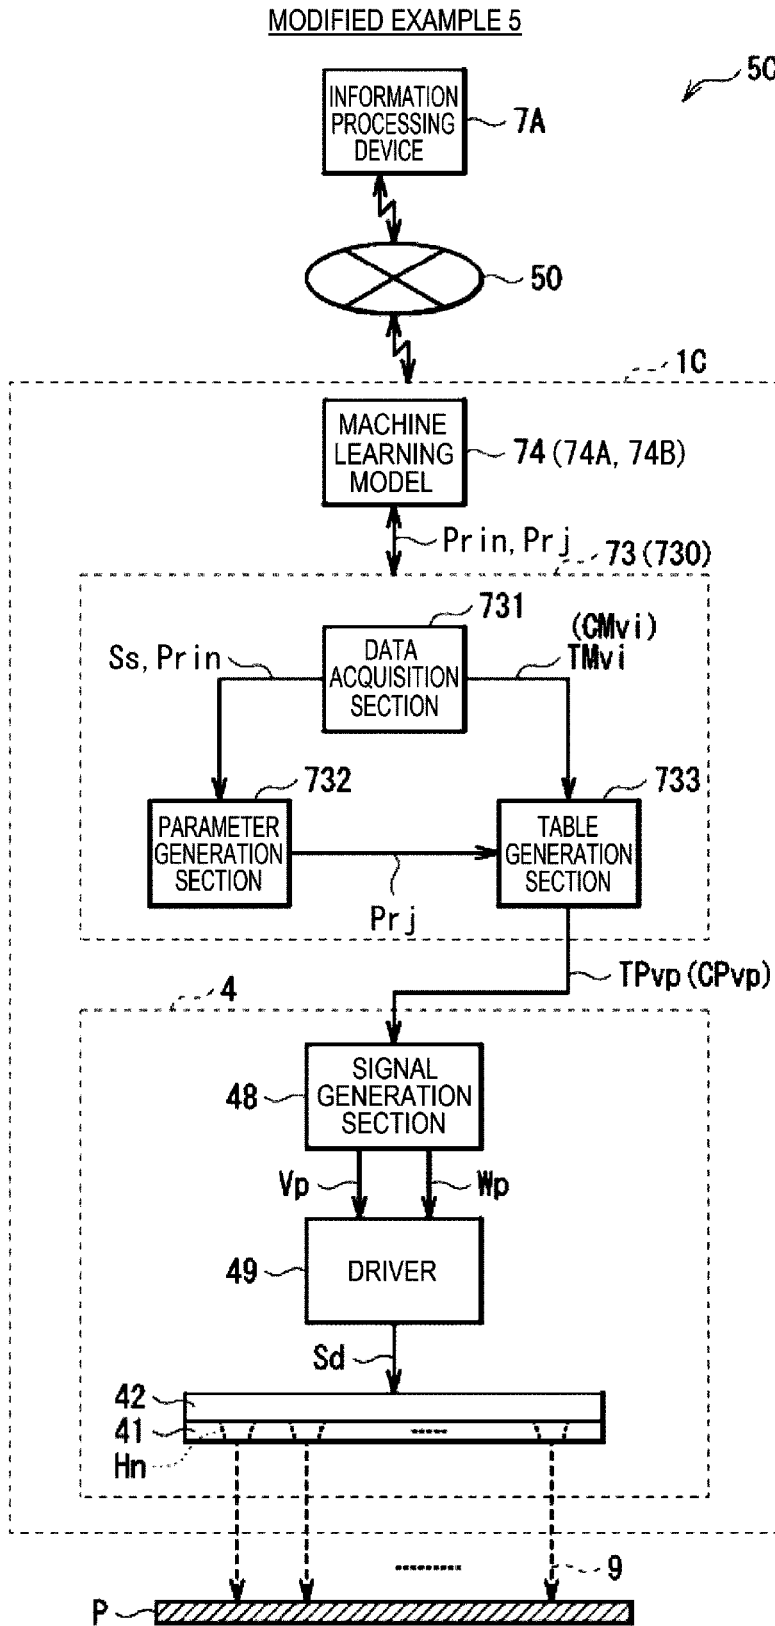 MODIFIED EXAMPLE 5
5C
INFORMATION
PROCESSING
DEVICE
7A
50
1C
MACHINE
LEARNING
MODEL
74 (74A, 74B)
Prin, Prj
73 (730)
731
(CMvi)
TMvi
Ss, Prin
DATA
ACQUISITION
SECTION
732
733
PARAMETER
GENERATION
SECTION
TABLE
GENERATION
SECTION
Prj
TPvp (CPvp)
4
48
SIGNAL
GENERATION
SECTION
Vp
Wp
49
DRIVER
Sd
42
41
Hn
9
P